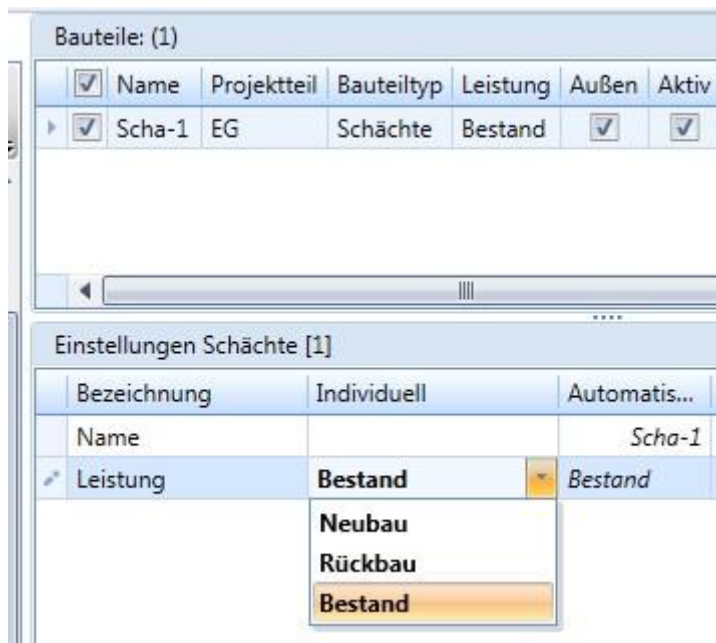 Bauteile: (1)
Name Projektteil Bauteiltyp Leistung Außen Aktiv
Scha-1 EG Schächte Bestand
Einstellungen Schächte [1]
Bezeichnung Individuell Automatis...
Name Scha-1
Leistung Bestand Bestand
Neubau
Rückbau
Bestand